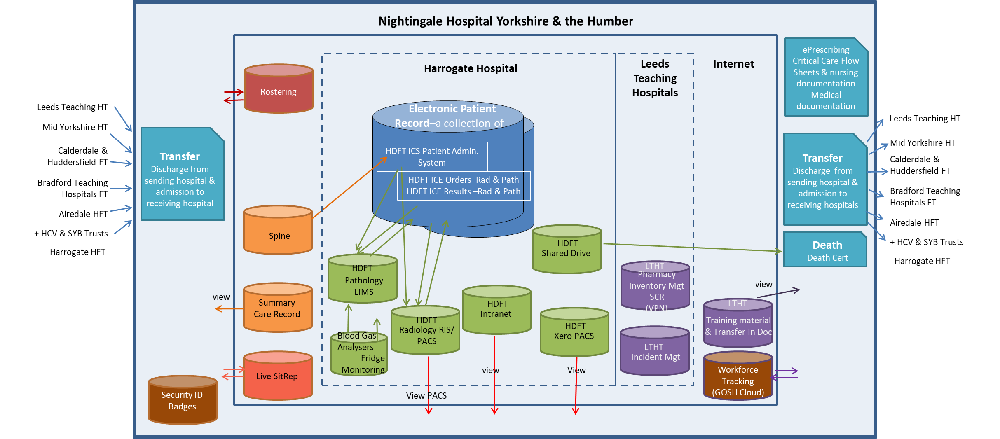 Nightingale Hospital Yorkshire & the Humber
Leeds Teaching HT
Mid Yorkshire HT
Calderdale &
Huddersfield FT
Bradford Teaching
Hospitals FT
Airedale HFT
+ HCV & SYB Trusts
Harrogate HFT
Transfer
Discharge from
sending hospital &
admission to
receiving hospital
Security ID
Badges
Rostering
Spine
view
Summary
Care Record
Live SitRep
Harrogate Hospital
Electronic Patient
Record–a collection of -
HDFT ICS Patient Admin.
System
HDFT ICE Orders–Rad & Path
HDFT ICE Results –Rad & Path
HDFT
Pathology
LIMS
Blood Gas
Analysers
Fridge
Monitoring
HDFT
Radiology RIS/
PACS
View PACS
HDFT
Intranet
view
HDFT
Shared Drive
HDFT
Xero PACS
View
Leeds
Teaching
Hospitals
LTHT
Pharmacy
Inventory Mgt
SCR
(VPN)
LTHT
Incident Mgt
Internet
view
LTHT
Training material
& Transfer In Doc
Workforce
Tracking
(GOSH Cloud)
ePrescribing
Critical Care Flow
Sheets & nursing
documentation
Medical
documentation
Transfer
Discharge from
sending hospital &
admission to
receiving hospitals
Death
Death Cert
Leeds Teaching HT
Mid Yorkshire HT
Calderdale &
Huddersfield FT
Bradford Teaching
Hospitals FT
Airedale HFT
+ HCV & SYB Trusts
Harrogate HFT